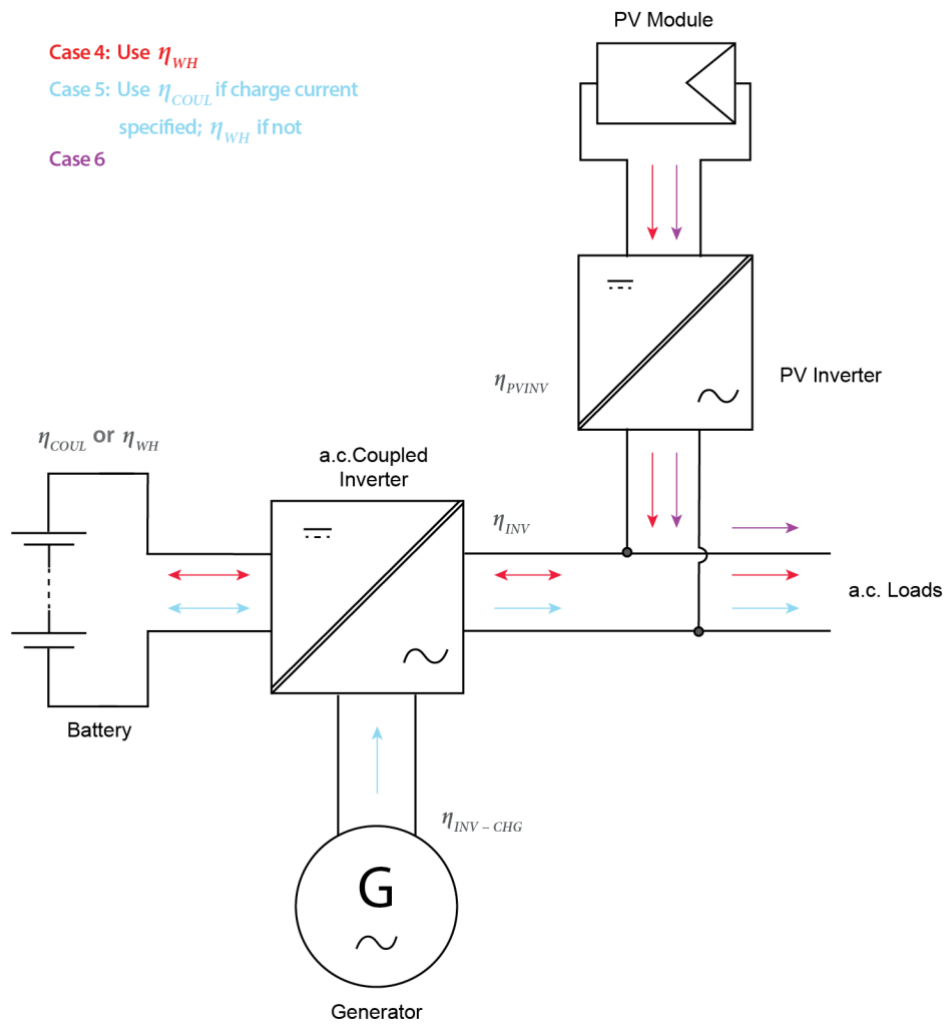 PV Module
Case 4: Use η_WH
Case 5: Use η_COUL if charge current
specified; η_WH if not
Case 6
η_PVINV
PV Inverter
η_COUL or η_WH
a.c.Coupled
Inverter
η_INV
a.c. Loads
Battery
η_INV – CHG
G
Generator